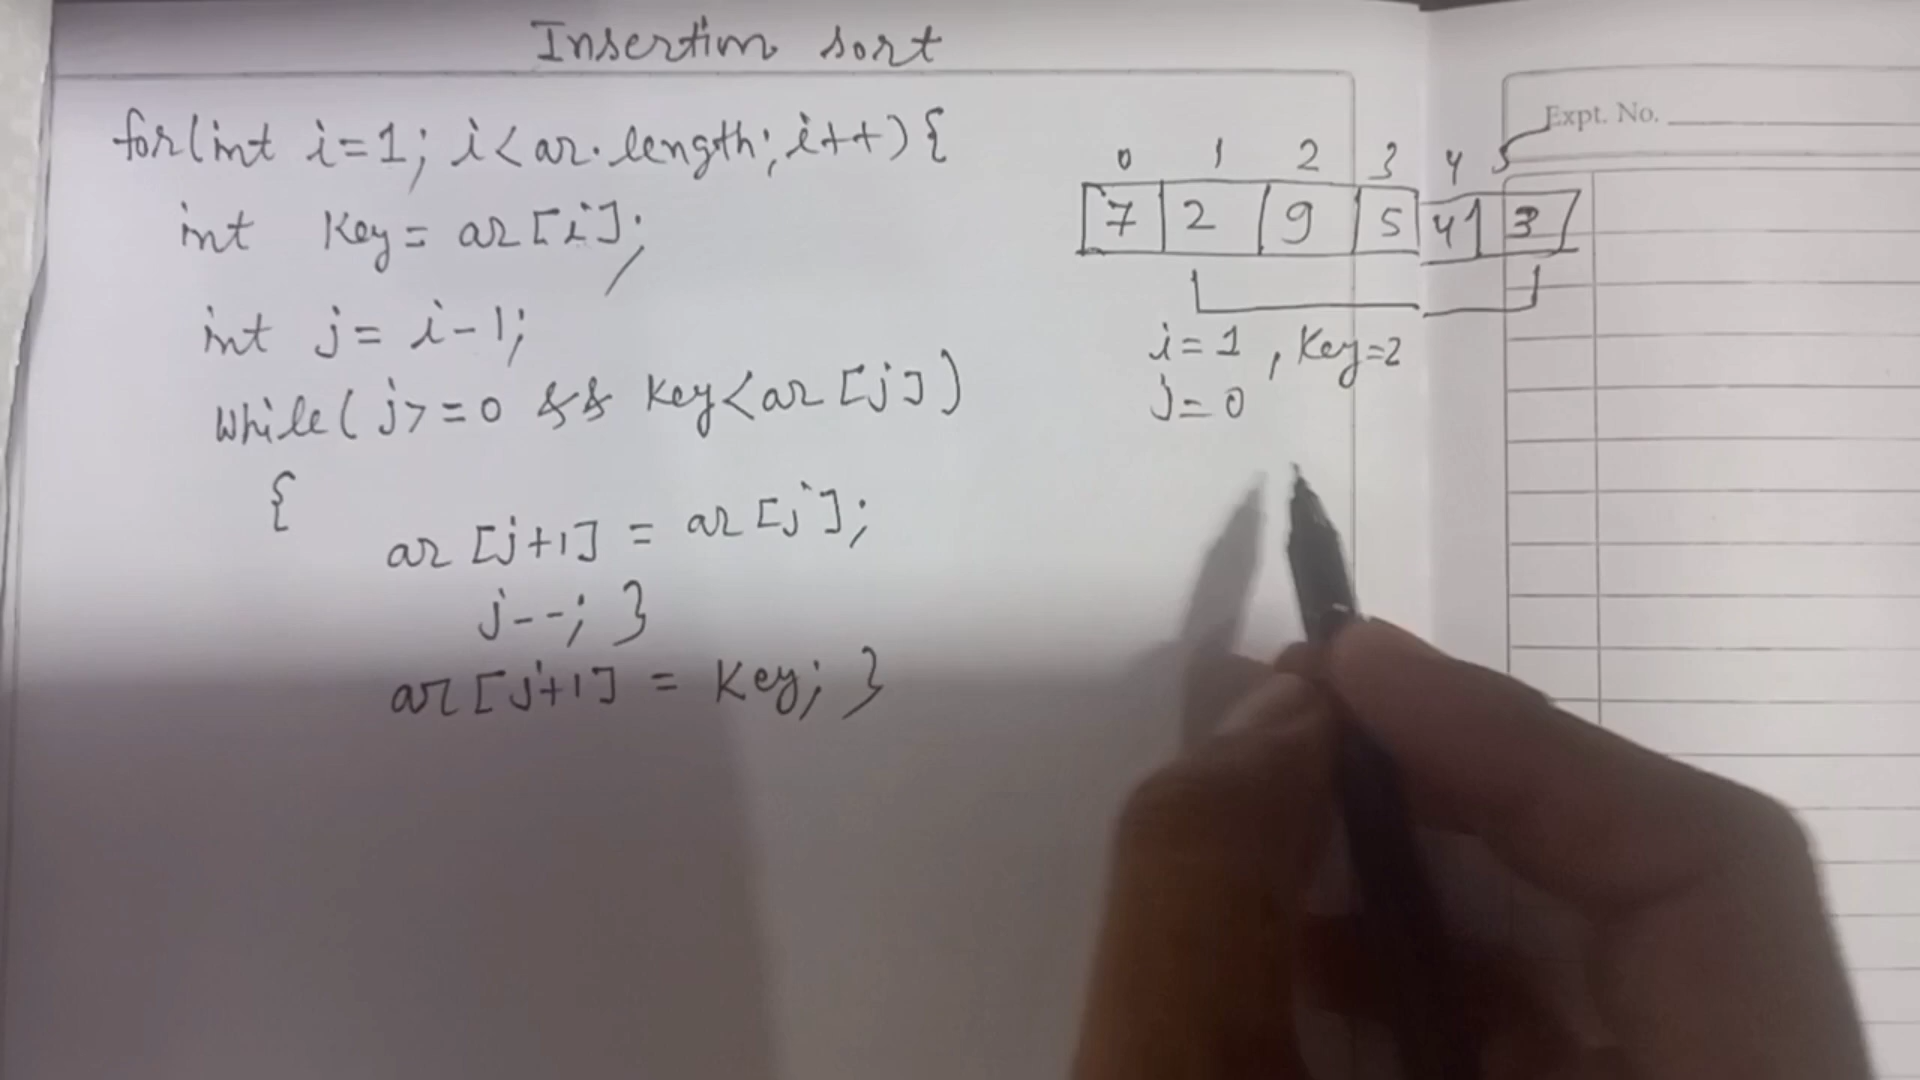 Insertion sort
for(int i=1; i<ar.length; i++){
int Key= ar[i];
int j= i-1;
While(j>=0 && Key<ar[j])
{
ar[j+1] = ar[j];
j--; }
ar[j+1] = Key; }
Expt. No.
0 1 2 3 4 5
7 2 9 5 4 3
i=1, Key=2
j=0